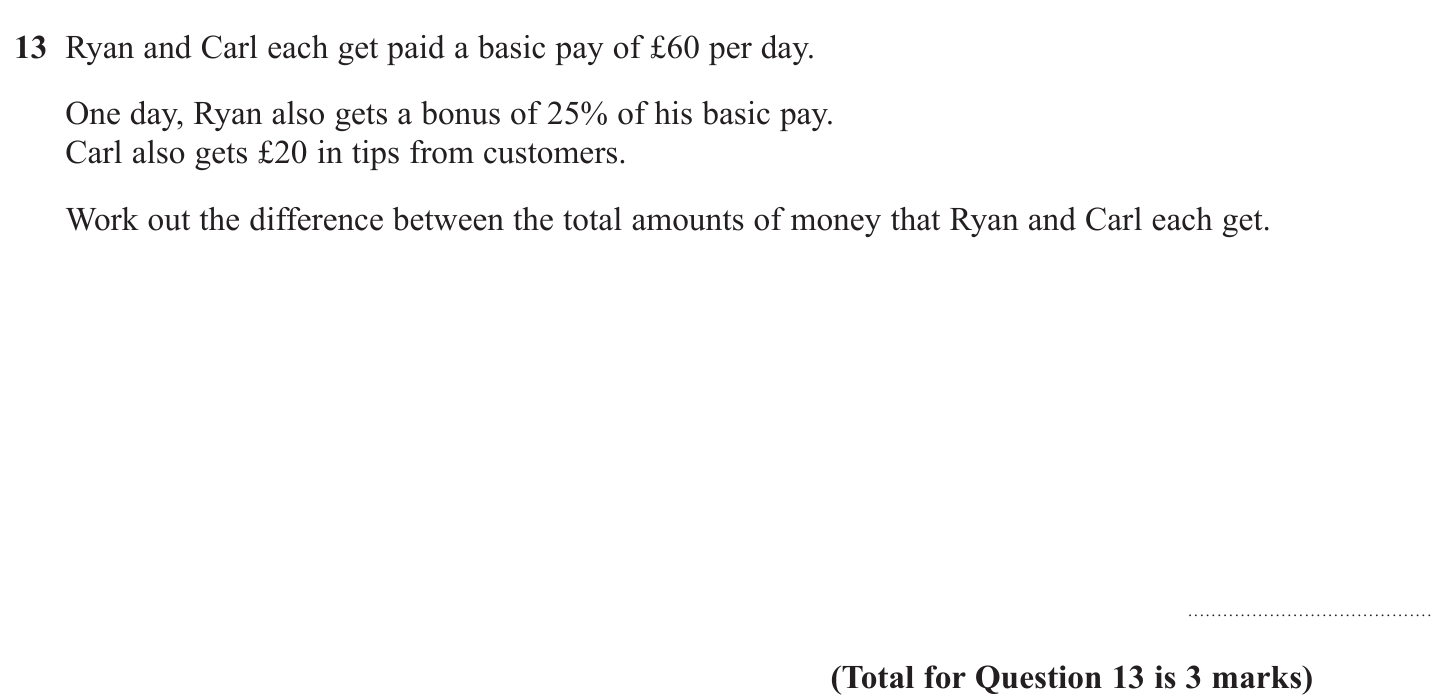 13 Ryan and Carl each get paid a basic pay of £60 per day.
One day, Ryan also gets a bonus of 25% of his basic pay.
Carl also gets £20 in tips from customers.
Work out the difference between the total amounts of money that Ryan and Carl each get.
(Total for Question 13 is 3 marks)